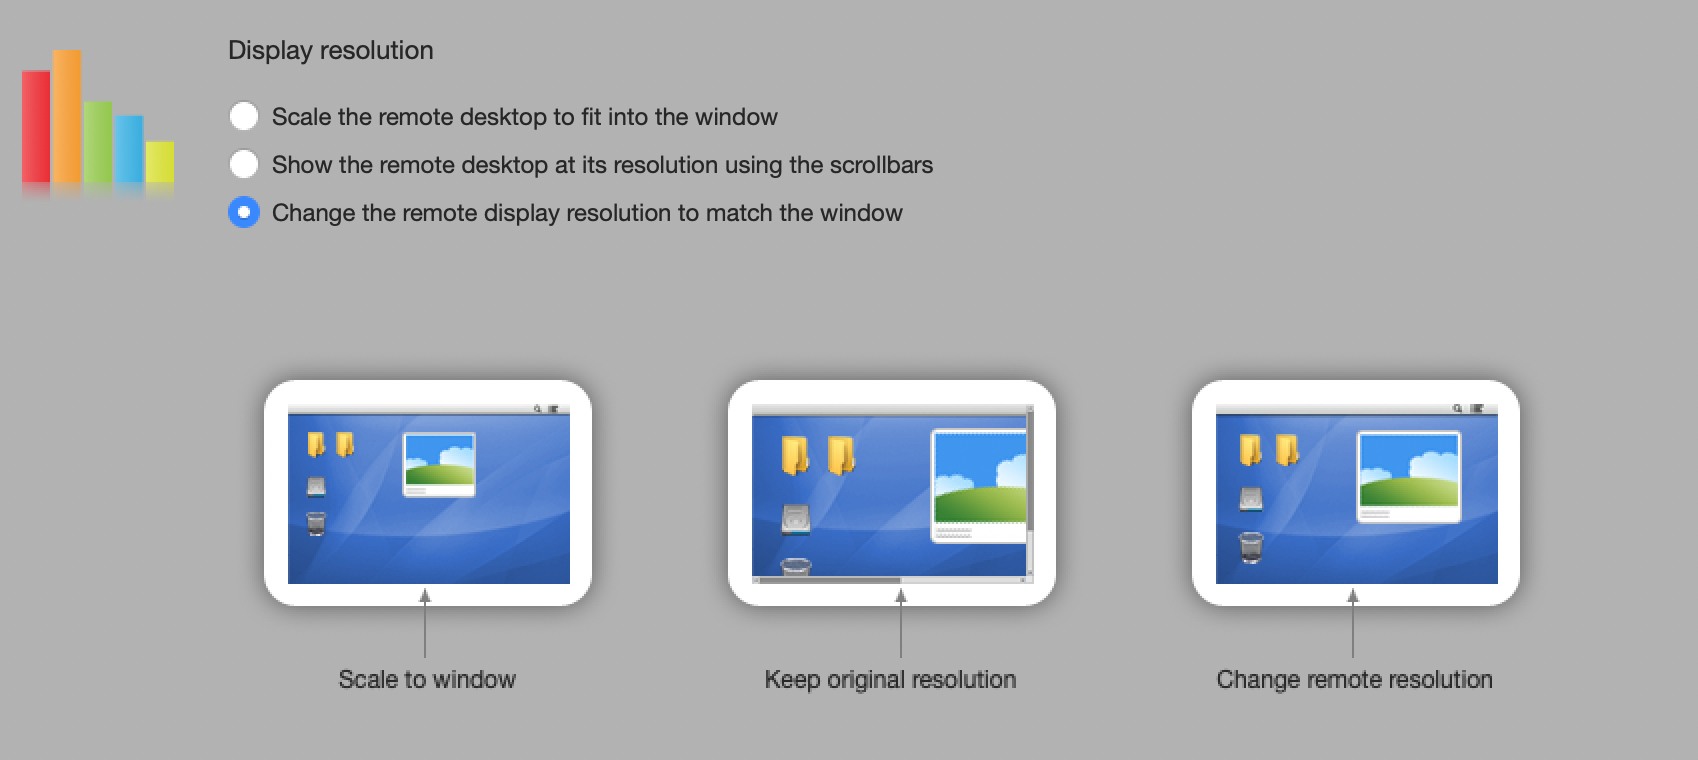 Display resolution
Scale the remote desktop to fit into the window
Show the remote desktop at its resolution using the scrollbars
Change the remote display resolution to match the window
Scale to window
Keep original resolution
Change remote resolution